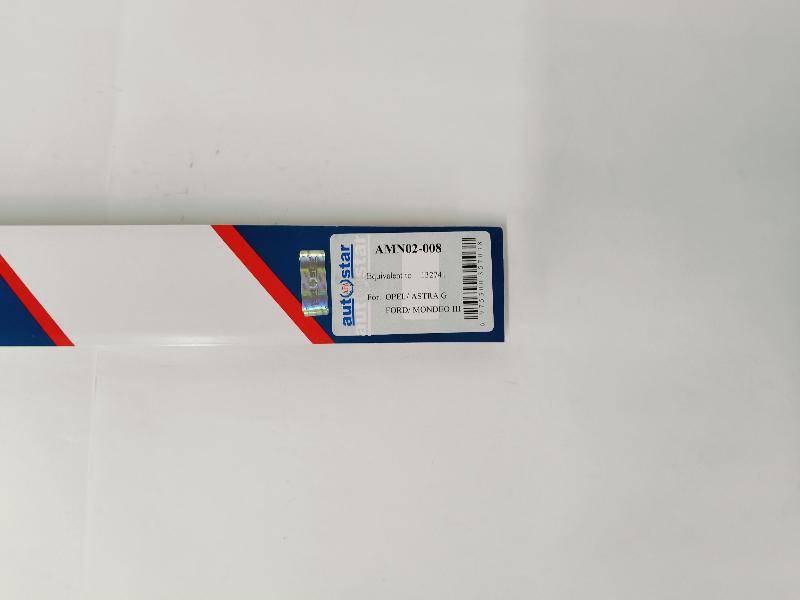 AMN02-008
Equivalent to 13274
For: OPEL/ ASTRA G
FORD/ MONDEO III
autostar